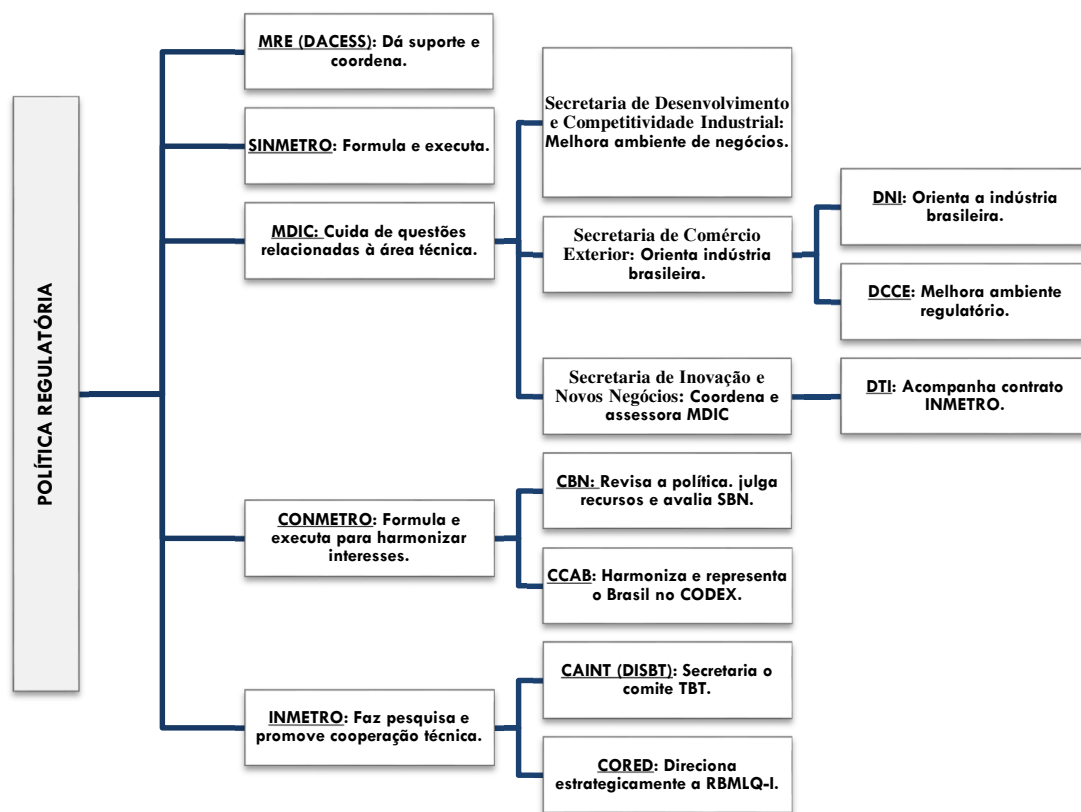 POLÍTICA REGULATÓRIA
MRE (DACESS): Dá suporte e
coordena.
SINMETRO: Formula e executa.
MDIC: Cuida de questões
relacionadas à área técnica.
Secretaria de Desenvolvimento
e Competitividade Industrial:
Melhora ambiente de negócios.
Secretaria de Comércio
Exterior: Orienta indústria
brasileira.
DNI: Orienta a indústria
brasileira.
DCCE: Melhora ambiente
regulatório.
Secretaria de Inovação e
Novos Negócios: Coordena e
assessora MDIC
DTI: Acompanha contrato
INMETRO.
CONMETRO: Formula e
executa para harmonizar
interesses.
CBN: Revisa a política. julga
recursos e avalia SBN.
CCAB: Harmoniza e representa
o Brasil no CODEX.
INMETRO: Faz pesquisa e
promove cooperação técnica.
CAINT (DISBT): Secretaria o
comite TBT.
CORED: Direciona
estrategicamente a RBMLQ-I.